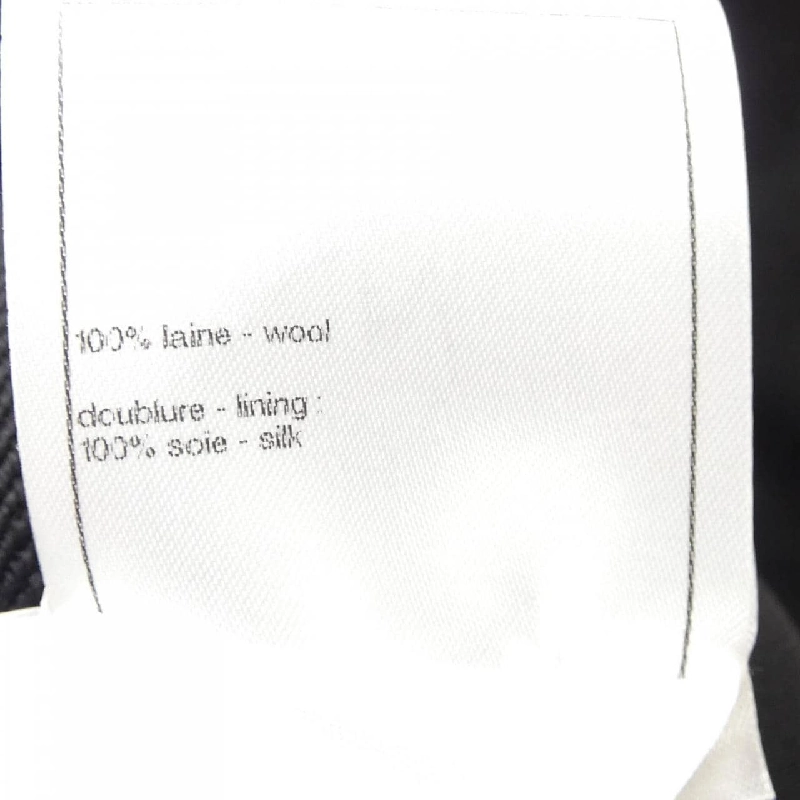 100% laine - wool
doublure - lining :
100% soie - silk